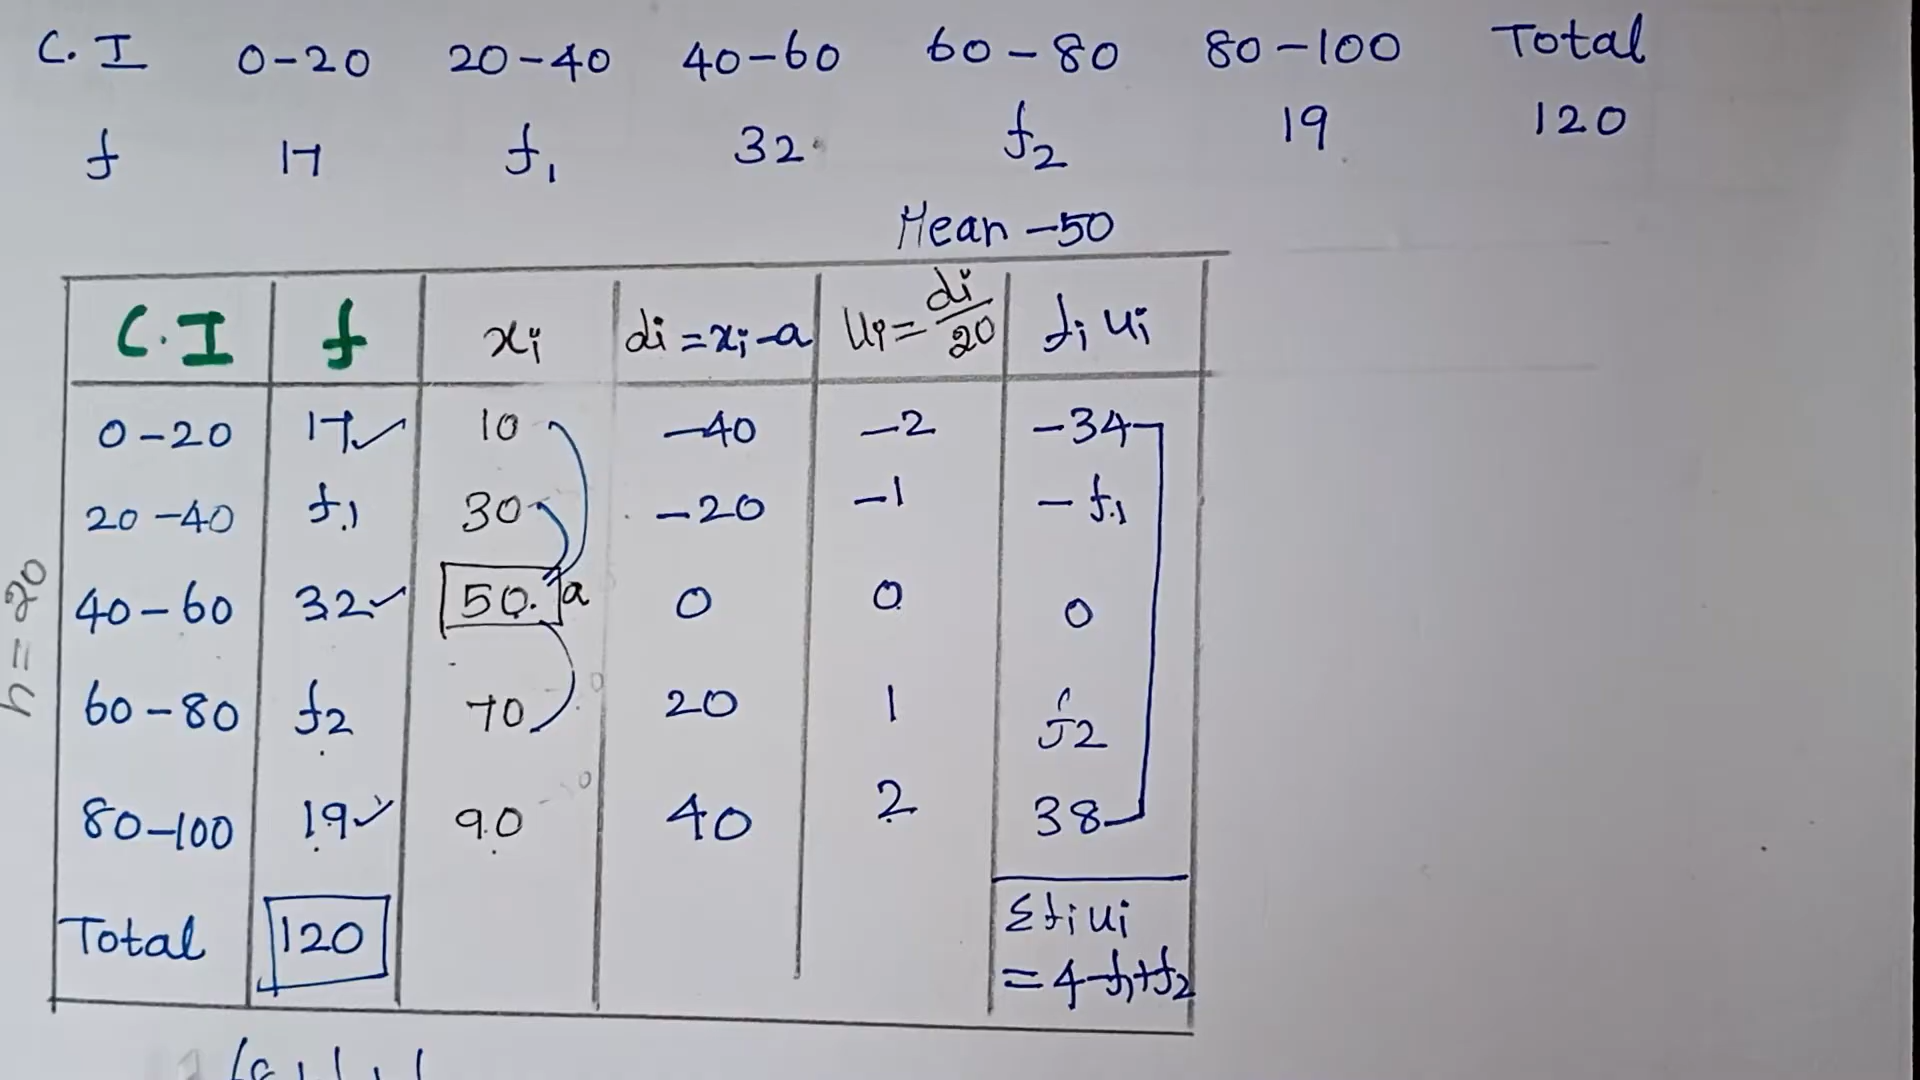 C.I 0-20 20-40 40-60 60-80 80-100 Total
f 17 f₁ 32 f₂ 19 120
Mean -50
C.I f xᵢ dᵢ=xᵢ-a Uᵢ=dᵢ/20 fᵢuᵢ
0-20 17✓ 10 -40 -2 -34
20-40 f₁ 30 -20 -1 -f₁
40-60 32✓ 50 a 0 0 0
60-80 f₂ 70 20 1 f₂
80-100 19✓ 90 40 2 38
Total 120 Σfᵢuᵢ
=4-f₁+f₂
h=20